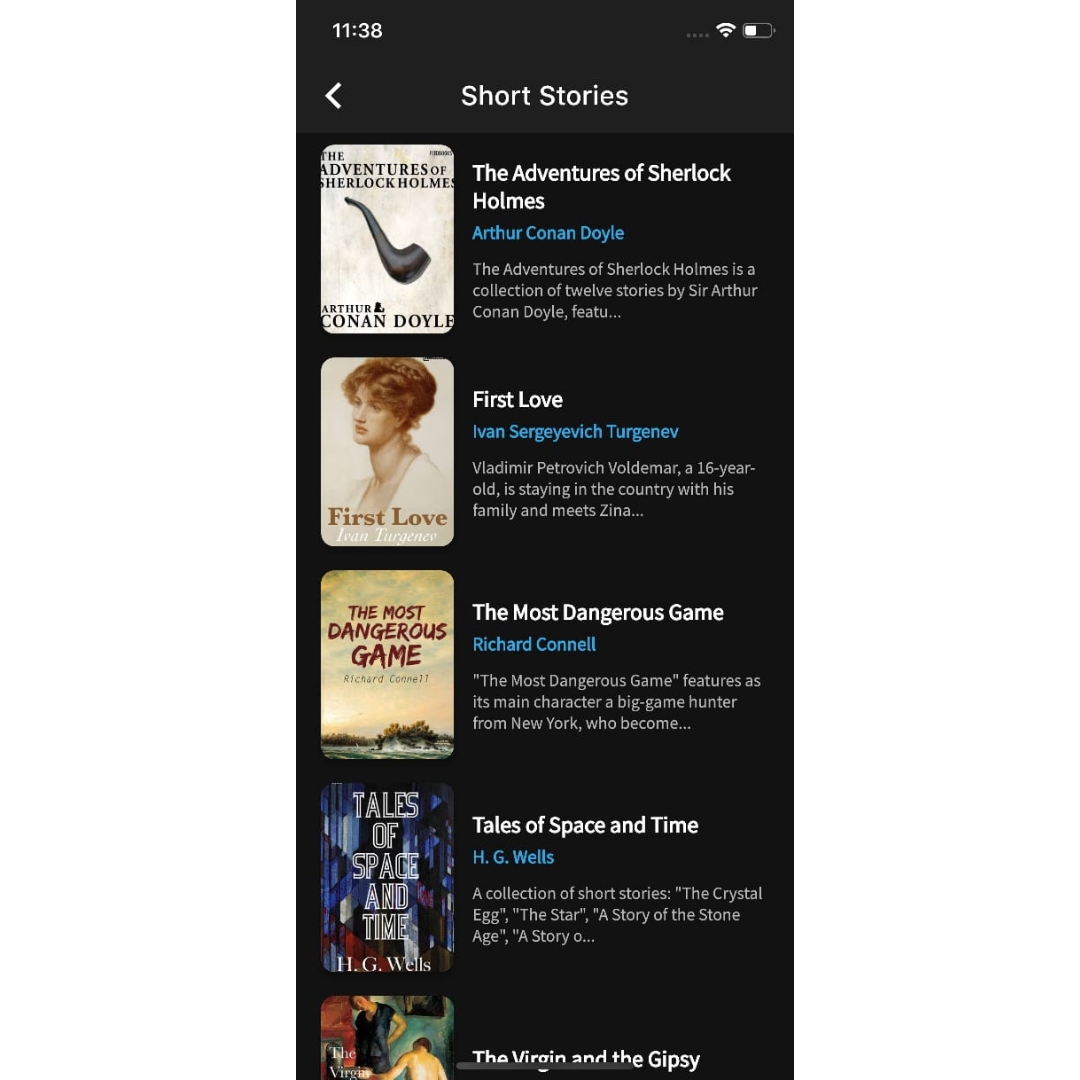 11:38
Short Stories
THE
ADVENTURES OF
SHERLOCK HOLMES
ARTHUR
CONAN DOYLE
The Adventures of Sherlock
Holmes
Arthur Conan Doyle
The Adventures of Sherlock Holmes is a
collection of twelve stories by Sir Arthur
Conan Doyle, featu...
First Love
Ivan Turgenev
First Love
Ivan Sergeyevich Turgenev
Vladimir Petrovich Voldemar, a 16-year-
old, is staying in the country with his
family and meets Zina...
THE MOST
DANGEROUS
GAME
Richard Connell
The Most Dangerous Game
Richard Connell
"The Most Dangerous Game" features as
its main character a big-game hunter
from New York, who become...
TALES
OF
SPACE
AND
TIME
H. G. Wells
Tales of Space and Time
H. G. Wells
A collection of short stories: "The Crystal
Egg", "The Star", "A Story of the Stone
Age", "A Story o...
The
Virgin
The Virgin and the Gipsy